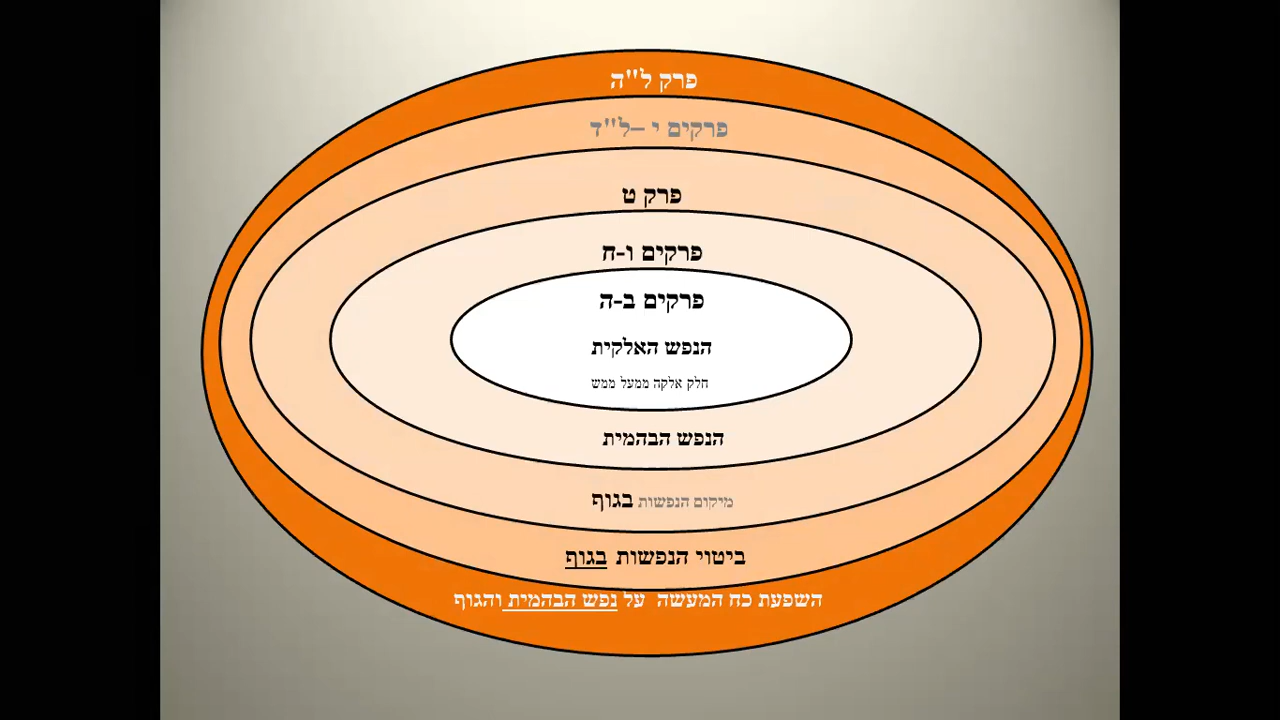 פרק ל"ה
פרקים י –ל"ד
פרק ט
פרקים ו-ח
פרקים ב-ה
הנפש האלקית
חלק אלקה ממעל ממש
הנפש הבהמית
מיקום הנפשות בגוף
ביטוי הנפשות בגוף
השפעת כח המעשה על נפש הבהמית והגוף